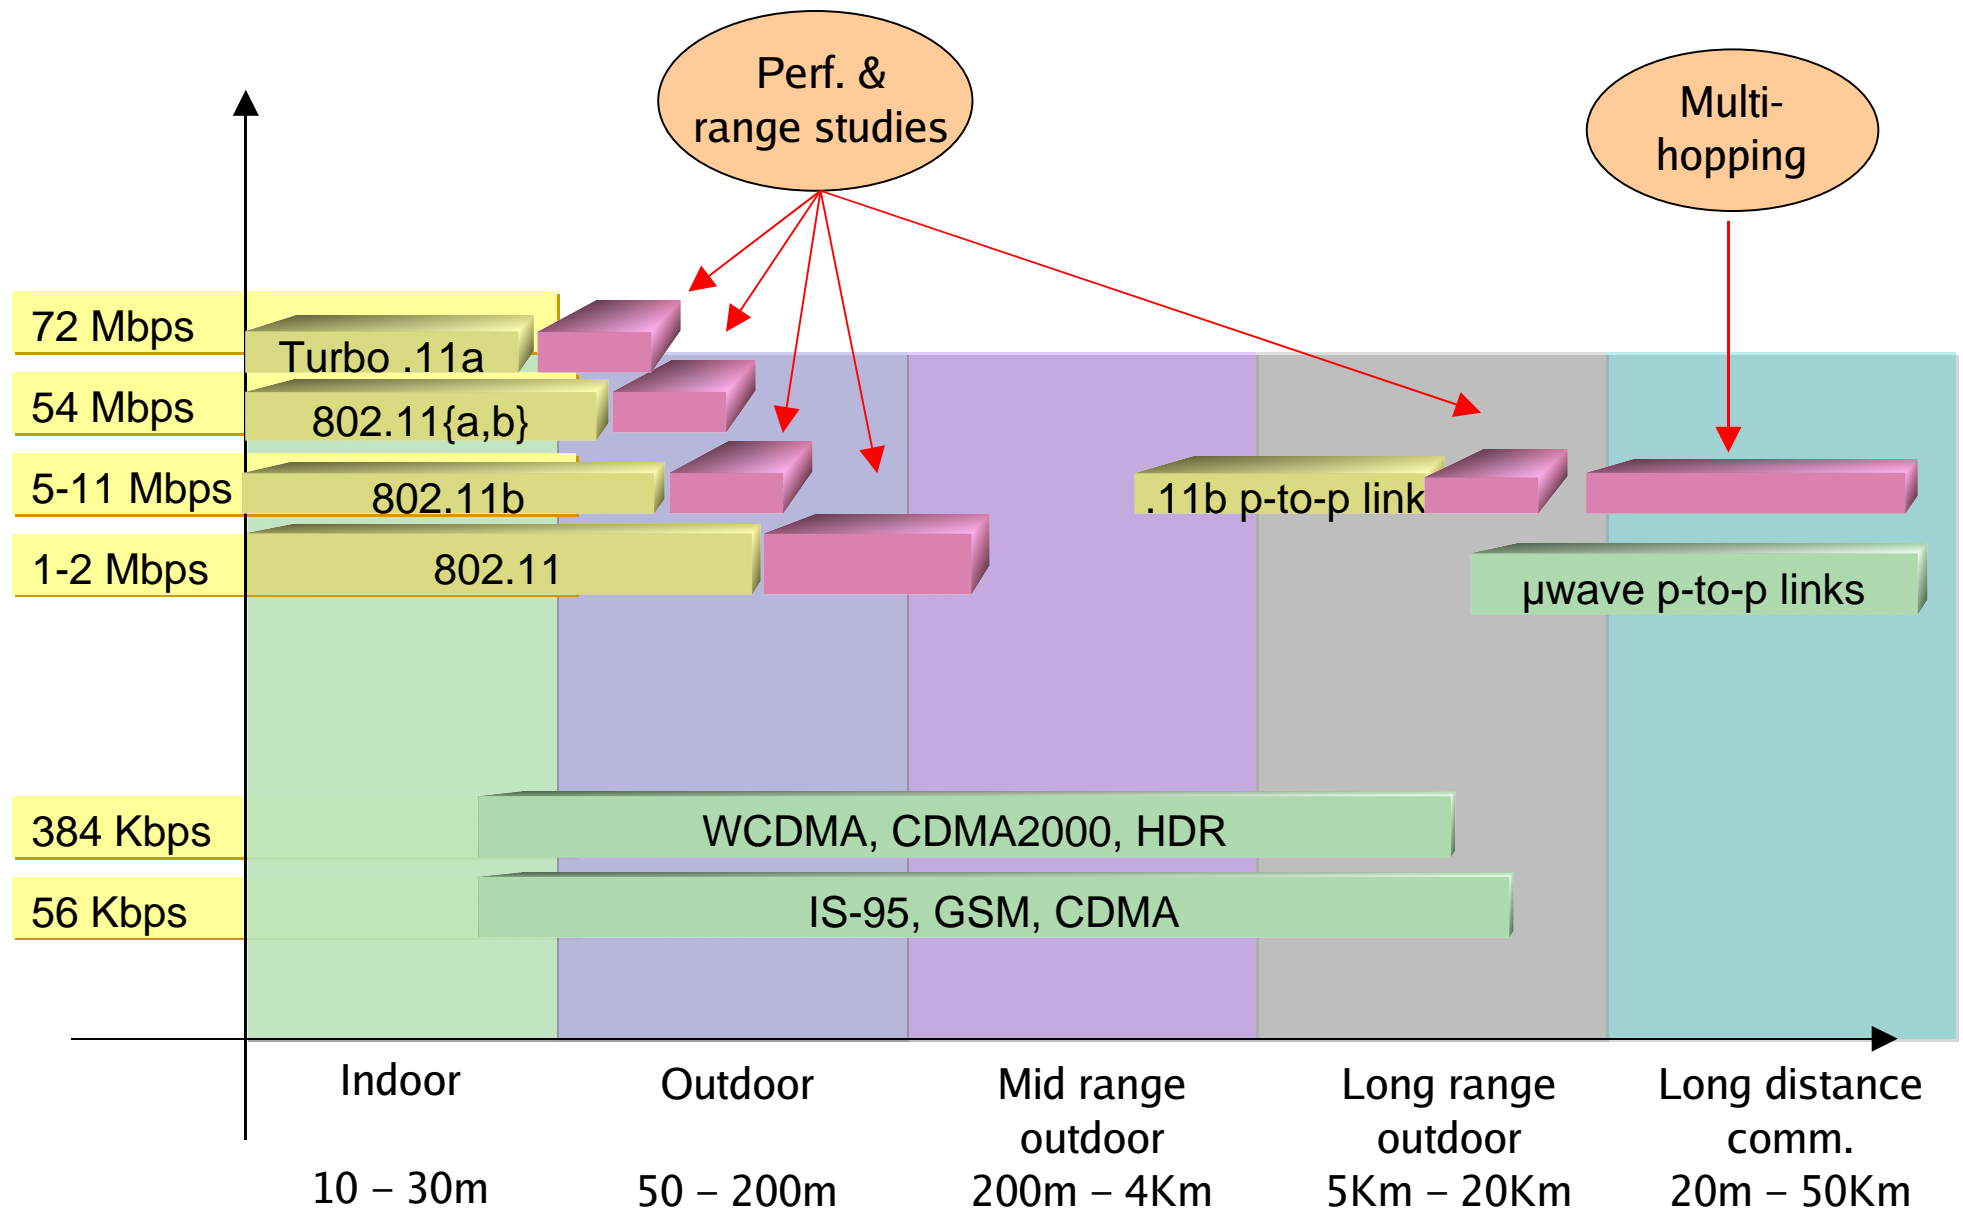 Perf. &
range studies
Multi-
hopping
72 Mbps
Turbo .11a
54 Mbps
802.11{a,b}
5-11 Mbps
802.11b
.11b p-to-p link
1-2 Mbps
802.11
µwave p-to-p links
384 Kbps
WCDMA, CDMA2000, HDR
56 Kbps
IS-95, GSM, CDMA
Indoor
10 – 30m
Outdoor
50 – 200m
Mid range
outdoor
200m – 4Km
Long range
outdoor
5Km – 20Km
Long distance
comm.
20m – 50Km